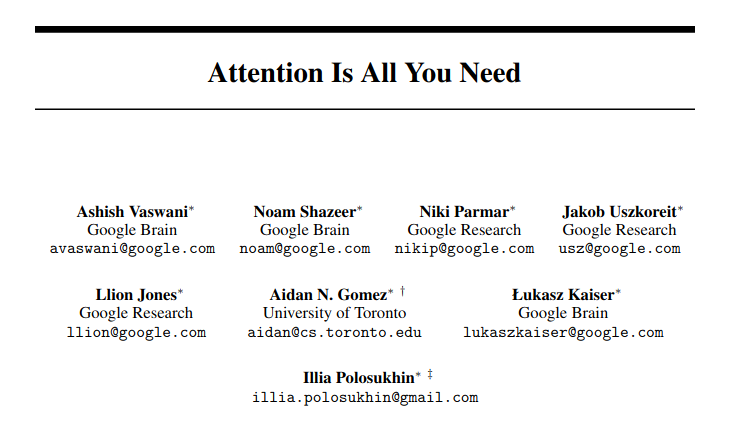 Attention Is All You Need
Ashish Vaswani* Noam Shazeer* Niki Parmar* Jakob Uszkoreit*
Google Brain Google Brain Google Research Google Research
avaswani@google.com noam@google.com nikip@google.com usz@google.com
Llion Jones* Aidan N. Gomez* † Łukasz Kaiser*
Google Research University of Toronto Google Brain
llion@google.com aidan@cs.toronto.edu lukaszkaiser@google.com
Illia Polosukhin* ‡
illia.polosukhin@gmail.com